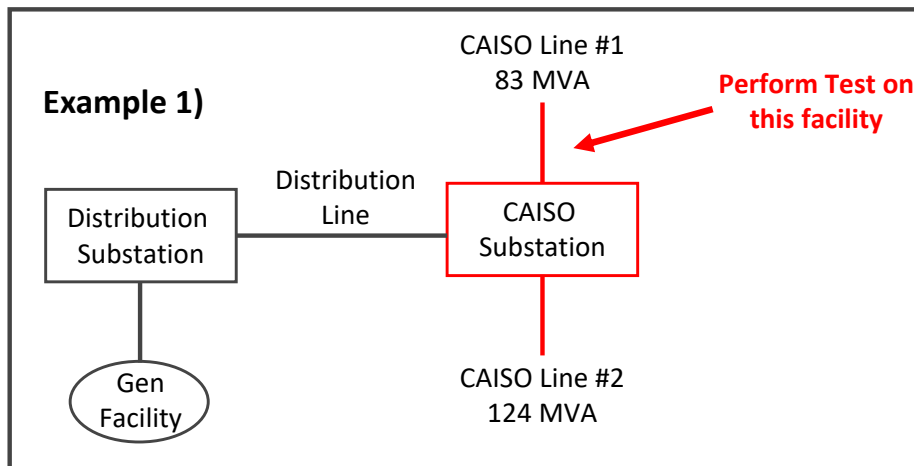 CAISO Line #1
83 MVA
Example 1)
Perform Test on
this facility
Distribution
Line
Distribution
Substation
CAISO
Substation
Gen
Facility
CAISO Line #2
124 MVA